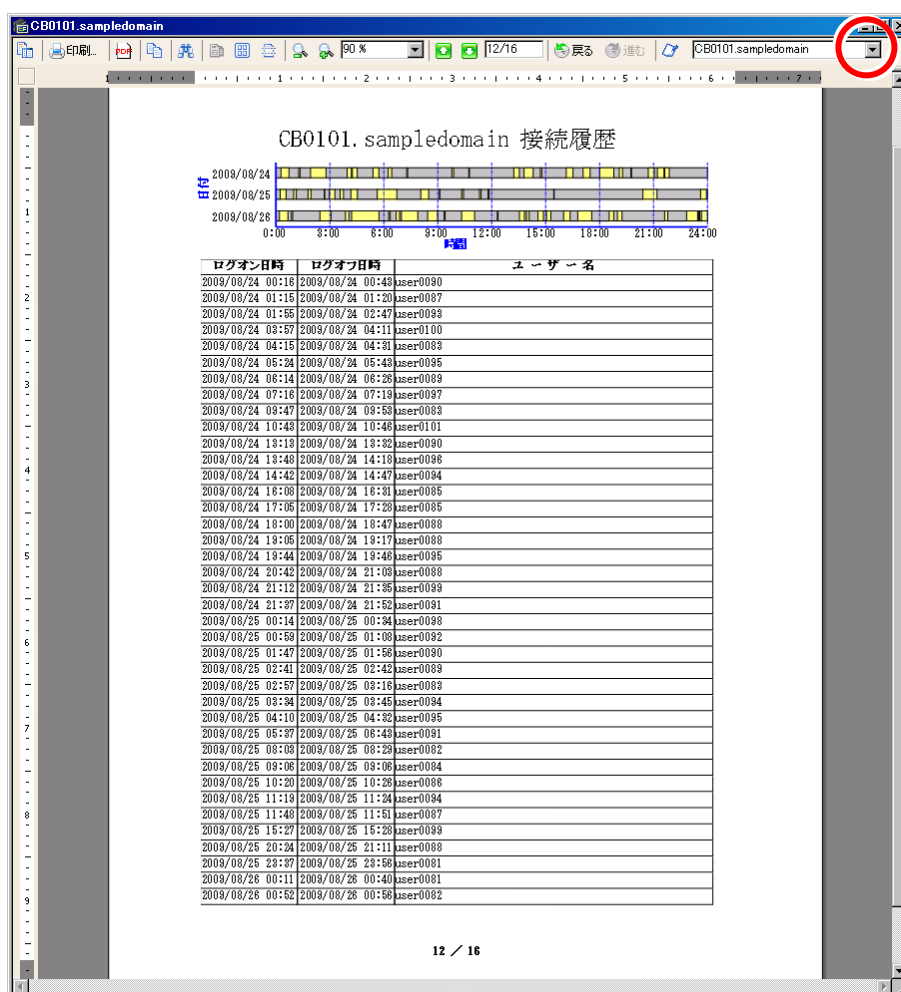 CB0101.sampledomain
印刷... 90 % 12/16 戻る 進む CB0101.sampledomain
1 1 2 3 4 5 6 7
CB0101.sampledomain 接続履歴
日付
2009/08/24
2009/08/25
2009/08/26
0:00 3:00 6:00 9:00 12:00 15:00 18:00 21:00 24:00
時間
ログオン日時 ログオフ日時 ユーザー名
2009/08/24 00:16 2009/08/24 00:43 user0090
2009/08/24 01:15 2009/08/24 01:20 user0087
2009/08/24 01:55 2009/08/24 02:47 user0093
2009/08/24 03:57 2009/08/24 04:11 user0100
2009/08/24 04:15 2009/08/24 04:31 user0083
2009/08/24 05:24 2009/08/24 05:43 user0095
2009/08/24 06:14 2009/08/24 06:26 user0089
2009/08/24 07:16 2009/08/24 07:19 user0097
2009/08/24 09:47 2009/08/24 09:53 user0083
2009/08/24 10:43 2009/08/24 10:46 user0101
2009/08/24 13:13 2009/08/24 13:32 user0090
2009/08/24 13:48 2009/08/24 14:18 user0096
2009/08/24 14:42 2009/08/24 14:47 user0094
2009/08/24 16:08 2009/08/24 16:31 user0085
2009/08/24 17:05 2009/08/24 17:28 user0085
2009/08/24 18:00 2009/08/24 18:47 user0088
2009/08/24 19:05 2009/08/24 19:17 user0088
2009/08/24 19:44 2009/08/24 19:46 user0095
2009/08/24 20:42 2009/08/24 21:03 user0088
2009/08/24 21:12 2009/08/24 21:35 user0099
2009/08/24 21:37 2009/08/24 21:52 user0091
2009/08/25 00:14 2009/08/25 00:34 user0098
2009/08/25 00:59 2009/08/25 01:08 user0092
2009/08/25 01:47 2009/08/25 01:56 user0090
2009/08/25 02:41 2009/08/25 02:42 user0089
2009/08/25 02:57 2009/08/25 03:16 user0083
2009/08/25 03:34 2009/08/25 03:45 user0094
2009/08/25 04:10 2009/08/25 04:32 user0095
2009/08/25 05:37 2009/08/25 06:43 user0091
2009/08/25 08:03 2009/08/25 08:29 user0082
2009/08/25 09:06 2009/08/25 09:06 user0084
2009/08/25 10:20 2009/08/25 10:26 user0086
2009/08/25 11:19 2009/08/25 11:24 user0094
2009/08/25 11:48 2009/08/25 11:51 user0087
2009/08/25 15:27 2009/08/25 15:28 user0099
2009/08/25 20:24 2009/08/25 21:11 user0088
2009/08/25 23:37 2009/08/25 23:56 user0081
2009/08/26 00:11 2009/08/26 00:40 user0081
2009/08/26 00:52 2009/08/26 00:56 user0082
12 / 16
1
2
3
4
5
6
7
8
9